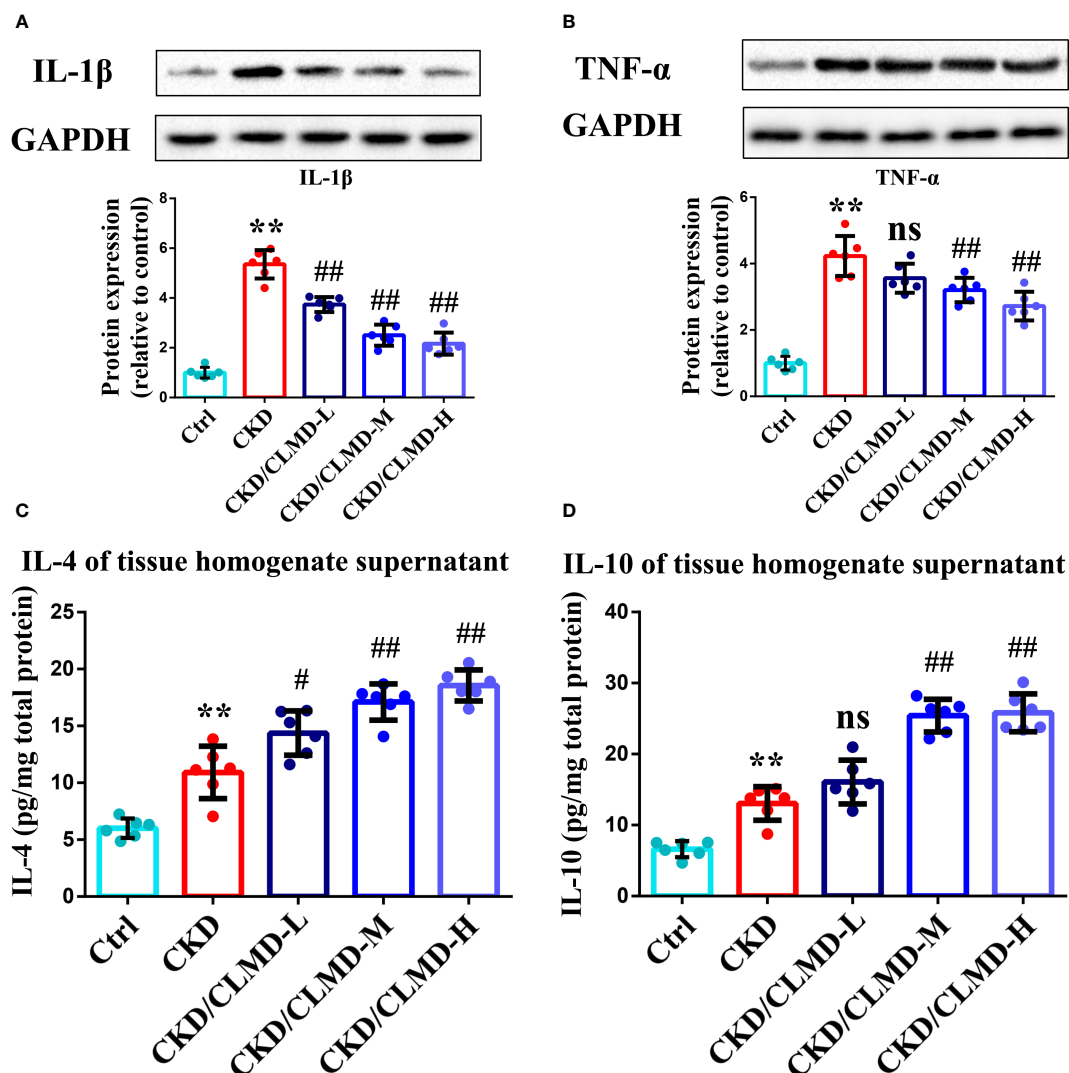 A
IL-1β
GAPDH
IL-1β
Protein expression
(relative to control)
8
6
4
2
0
**
##
##
##
Ctrl
CKD
CKD/CLMD-L
CKD/CLMD-M
CKD/CLMD-H
B
TNF-α
GAPDH
TNF-α
Protein expression
(relative to control)
6
4
2
0
**
ns
##
##
Ctrl
CKD
CKD/CLMD-L
CKD/CLMD-M
CKD/CLMD-H
C
IL-4 of tissue homogenate supernatant
IL-4 (pg/mg total protein)
25
20
15
10
5
0
**
#
##
##
Ctrl
CKD
CKD/CLMD-L
CKD/CLMD-M
CKD/CLMD-H
D
IL-10 of tissue homogenate supernatant
IL-10 (pg/mg total protein)
40
30
20
10
0
**
ns
##
##
Ctrl
CKD
CKD/CLMD-L
CKD/CLMD-M
CKD/CLMD-H